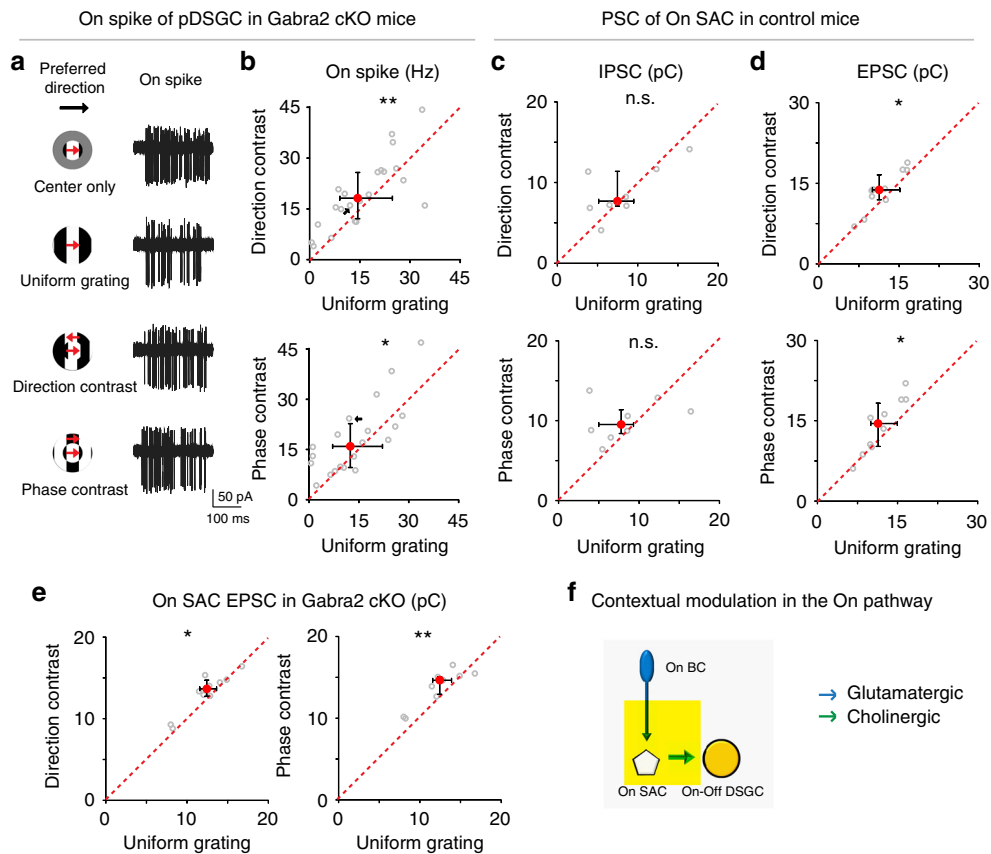 On spike of pDSGC in Gabra2 cKO mice
PSC of On SAC in control mice
a
Preferred
direction
On spike
Center only
Uniform grating
Direction contrast
Phase contrast
50 pA
100 ms
b
On spike (Hz)
**
45
30
15
0
0
15
30
45
Direction contrast
Uniform grating
*
45
30
15
0
0
15
30
45
Phase contrast
Uniform grating
c
IPSC (pC)
n.s.
20
10
0
0
10
20
Direction contrast
Uniform grating
n.s.
20
10
0
0
10
20
Phase contrast
Uniform grating
d
EPSC (pC)
*
30
15
0
0
15
30
Direction contrast
Uniform grating
*
30
15
0
0
15
30
Phase contrast
Uniform grating
e
On SAC EPSC in Gabra2 cKO (pC)
*
20
10
0
0
10
20
Direction contrast
Uniform grating
**
20
10
0
0
10
20
Phase contrast
Uniform grating
f
Contextual modulation in the On pathway
On BC
On SAC
On-Off DSGC
Glutamatergic
Cholinergic